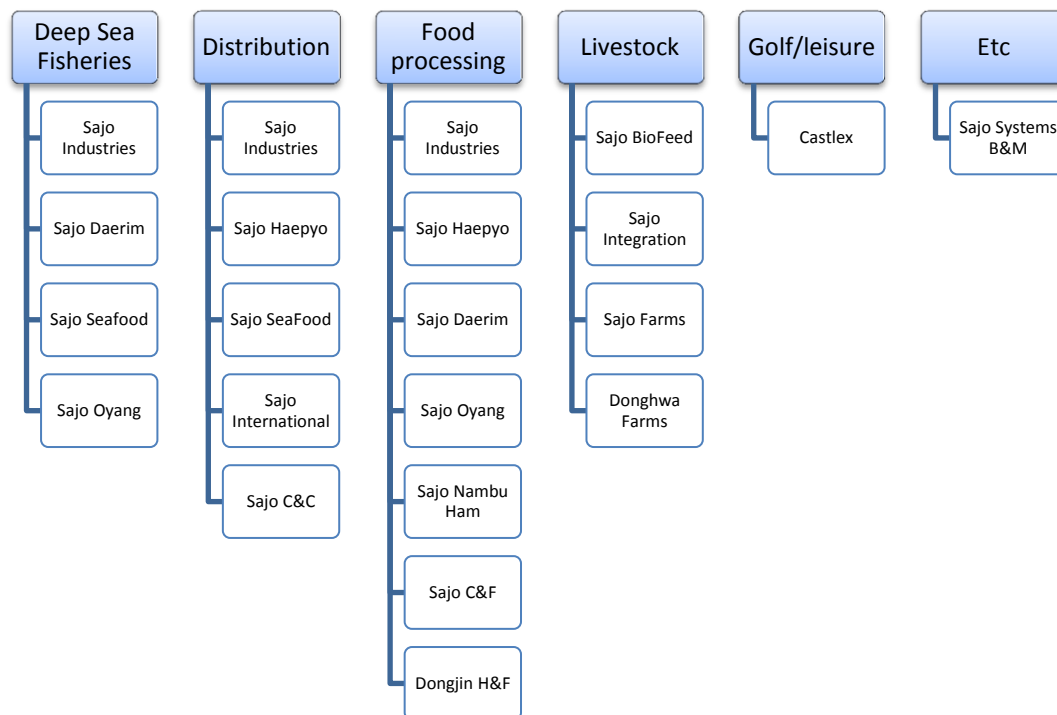 Deep Sea
Fisheries
Sajo
Industries
Sajo Daerim
Sajo Seafood
Sajo Oyang
Distribution
Sajo
Industries
Sajo Haepyo
Sajo SeaFood
Sajo
International
Sajo C&C
Food
processing
Sajo
Industries
Sajo Haepyo
Sajo Daerim
Sajo Oyang
Sajo Nambu
Ham
Sajo C&F
Dongjin H&F
Livestock
Sajo BioFeed
Sajo
Integration
Sajo Farms
Donghwa
Farms
Golf/leisure
Castlex
Etc
Sajo Systems
B&M